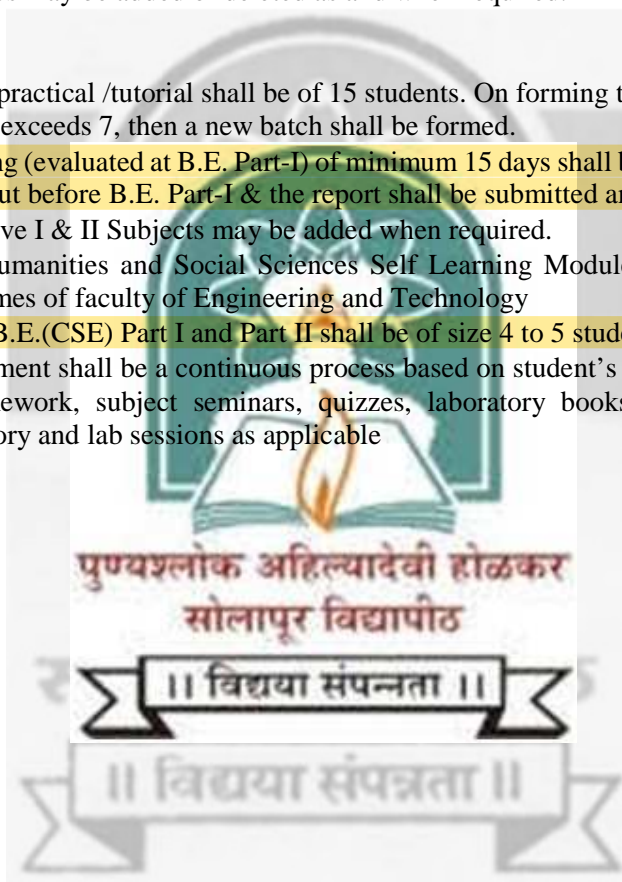 may be added or deleted as and when required.
practical /tutorial shall be of 15 students. On forming t
exceeds 7, then a new batch shall be formed.
g (evaluated at B.E. Part-I) of minimum 15 days shall b
ut before B.E. Part-I & the report shall be submitted an
ve I & II Subjects may be added when required.
umanities and Social Sciences Self Learning Module
mes of faculty of Engineering and Technology
B.E.(CSE) Part I and Part II shall be of size 4 to 5 stude
ment shall be a continuous process based on student's
ework, subject seminars, quizzes, laboratory books
ory and lab sessions as applicable
पुण्यश्लोक अहिल्यादेवी होळकर
सोलापूर विद्यापीठ
।। विद्यया संपन्नता ।।
॥ विद्यया संपन्नता ॥